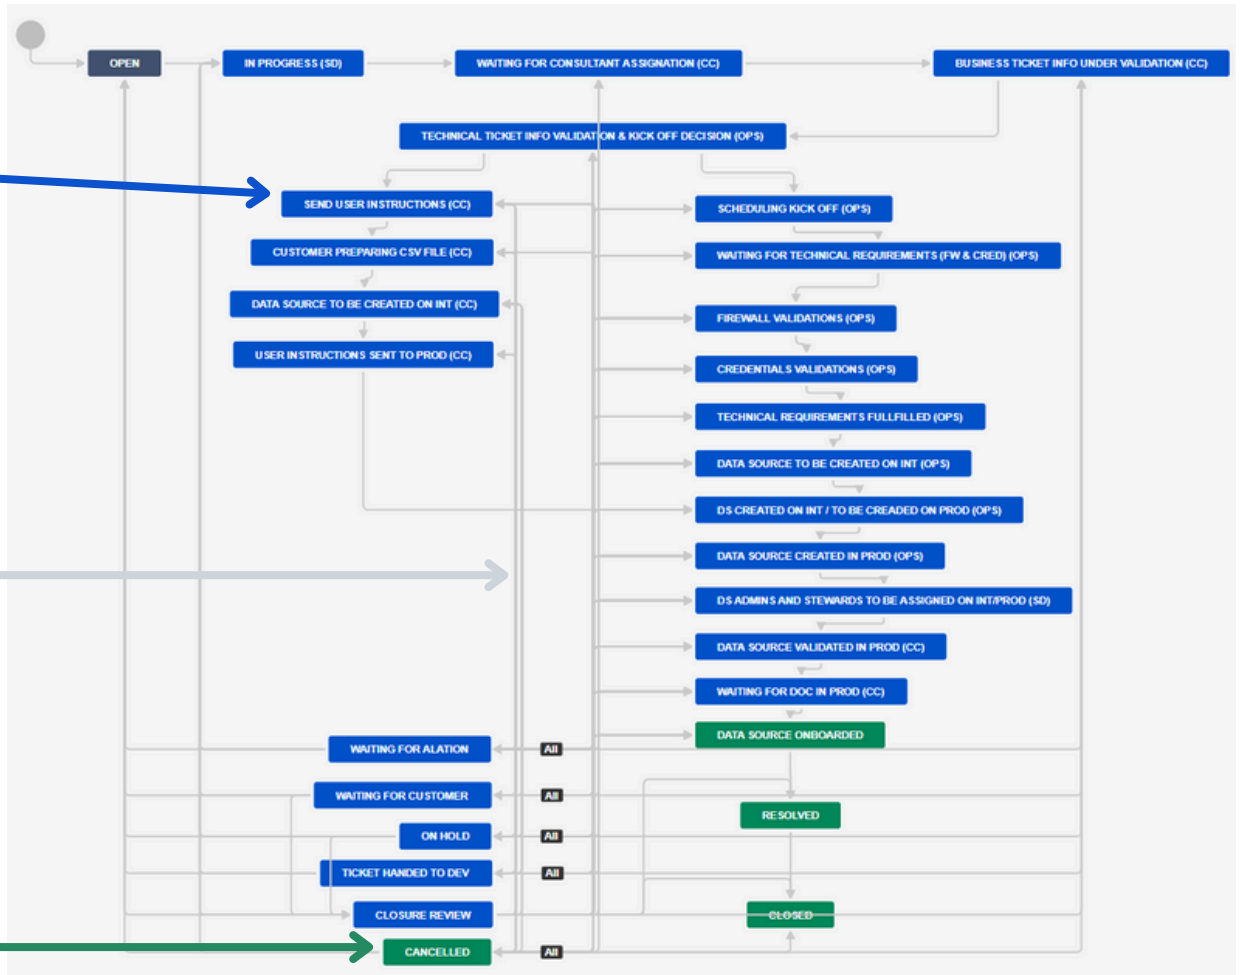 OPEN
IN PROGRESS (SD)
WAITING FOR CONSULTANT ASSIGNATION (CC)
BUSINESS TICKET INFO UNDER VALIDATION (CC)
TECHNICAL TICKET INFO VALIDATION & KICK OFF DECISION (OPS)
SEND USER INSTRUCTIONS (CC)
SCHEDULING KICK OFF (OPS)
CUSTOMER PREPARING CSV FILE (CC)
WAITING FOR TECHNICAL REQUIREMENTS (FW & CRED) (OPS)
DATA SOURCE TO BE CREATED ON INT (CC)
FIREWALL VALIDATIONS (OPS)
USER INSTRUCTIONS SENT TO PROD (CC)
CREDENTIALS VALIDATIONS (OPS)
TECHNICAL REQUIREMENTS FULLFILLED (OPS)
DATA SOURCE TO BE CREATED ON INT (OPS)
DS CREATED ON INT / TO BE CREADED ON PROD (OPS)
DATA SOURCE CREATED IN PROD (OPS)
DS ADMINS AND STEWARDS TO BE ASSIGNED ON INT/PROD (SD)
DATA SOURCE VALIDATED IN PROD (CC)
WAITING FOR DOC IN PROD (CC)
DATA SOURCE ONBOARDED
WAITING FOR ALATION
All
WAITING FOR CUSTOMER
All
RESOLVED
ON HOLD
All
TICKET HANDED TO DEV
All
CLOSURE REVIEW
CLOSED
CANCELLED
All